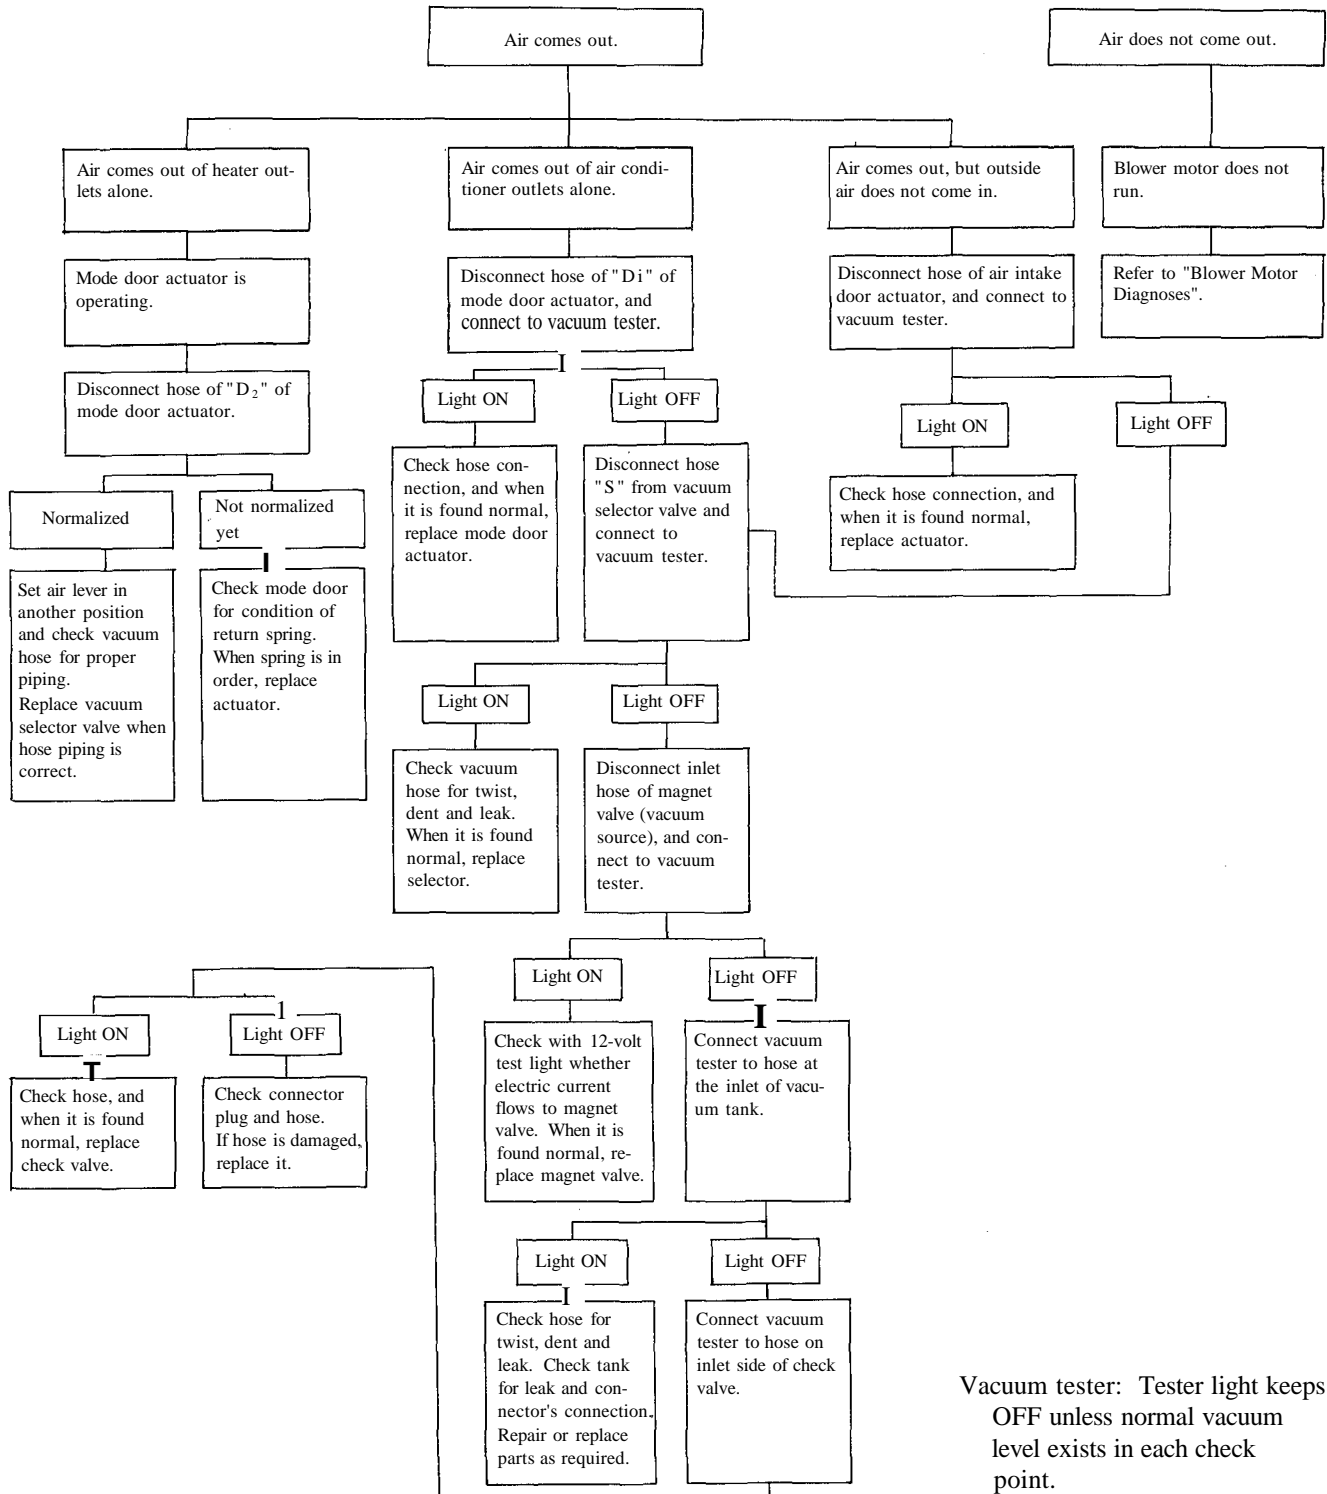 Air comes out.
Air does not come out.
Air comes out of heater out-
lets alone.
Air comes out of air condi-
tioner outlets alone.
Air comes out, but outside
air does not come in.
Blower motor does not
run.
Mode door actuator is
operating.
Disconnect hose of "Di" of
mode door actuator, and
connect to vacuum tester.
Disconnect hose of air intake
door actuator, and connect to
vacuum tester.
Refer to "Blower Motor
Diagnoses".
Disconnect hose of "D₂" of
mode door actuator.
Light ON
Light OFF
Light ON
Light OFF
Normalized
Not normalized
yet
Check hose con-
nection, and when
it is found normal,
replace mode door
actuator.
Disconnect hose
"S" from vacuum
selector valve and
connect to
vacuum tester.
Check hose connection, and
when it is found normal,
replace actuator.
Set air lever in
another position
and check vacuum
hose for proper
piping.
Replace vacuum
selector valve when
hose piping is
correct.
Check mode door
for condition of
return spring.
When spring is in
order, replace
actuator.
Light ON
Light OFF
Check vacuum
hose for twist,
dent and leak.
When it is found
normal, replace
selector.
Disconnect inlet
hose of magnet
valve (vacuum
source), and con-
nect to vacuum
tester.
Light ON
Light OFF
Check with 12-volt
test light whether
electric current
flows to magnet
valve. When it is
found normal, re-
place magnet valve.
Connect vacuum
tester to hose at
the inlet of vacu-
um tank.
Light ON
Light OFF
Check hose, and
when it is found
normal, replace
check valve.
Check connector
plug and hose.
If hose is damaged,
replace it.
Light ON
Light OFF
Check hose for
twist, dent and
leak. Check tank
for leak and con-
nector's connection.
Repair or replace
parts as required.
Connect vacuum
tester to hose on
inlet side of check
valve.
Vacuum tester: Tester light keeps
OFF unless normal vacuum
level exists in each check
point.